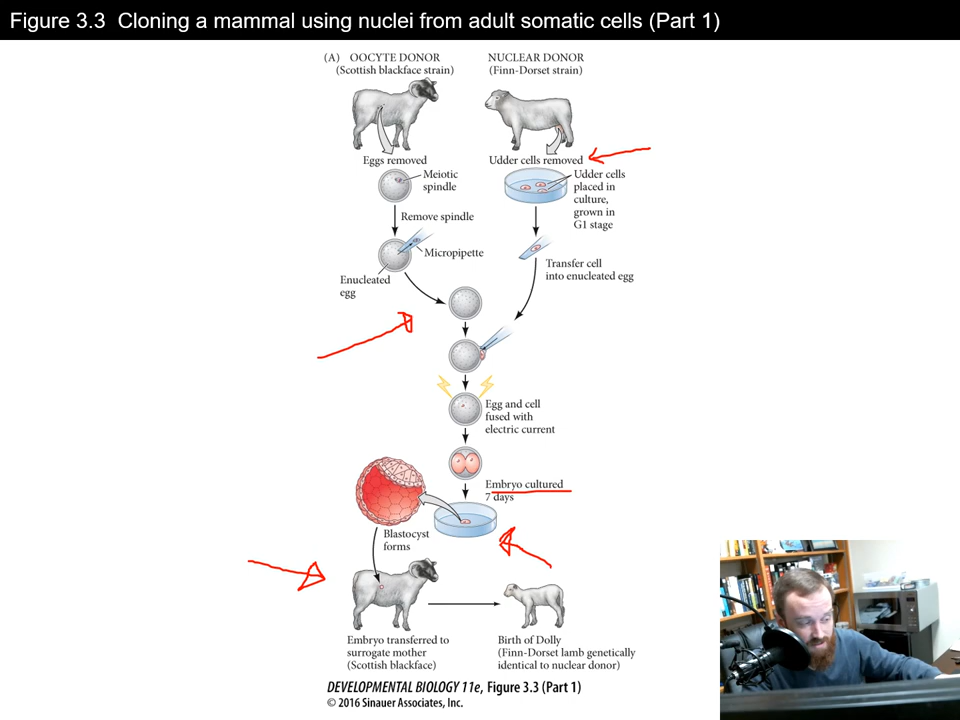 Figure 3.3 Cloning a mammal using nuclei from adult somatic cells (Part 1)
(A) OOCYTE DONOR
(Scottish blackface strain)
NUCLEAR DONOR
(Finn-Dorset strain)
Eggs removed
Udder cells removed
Meiotic
spindle
Udder cells
placed in
culture,
grown in
G1 stage
Remove spindle
Micropipette
Enucleated
egg
Transfer cell
into enucleated egg
Egg and cell
fused with
electric current
Embryo cultured
7 days
Blastocyst
forms
Embryo transferred to
surrogate mother
(Scottish blackface)
Birth of Dolly
(Finn-Dorset lamb genetically
identical to nuclear donor)
DEVELOPMENTAL BIOLOGY 11e, Figure 3.3 (Part 1)
© 2016 Sinauer Associates, Inc.